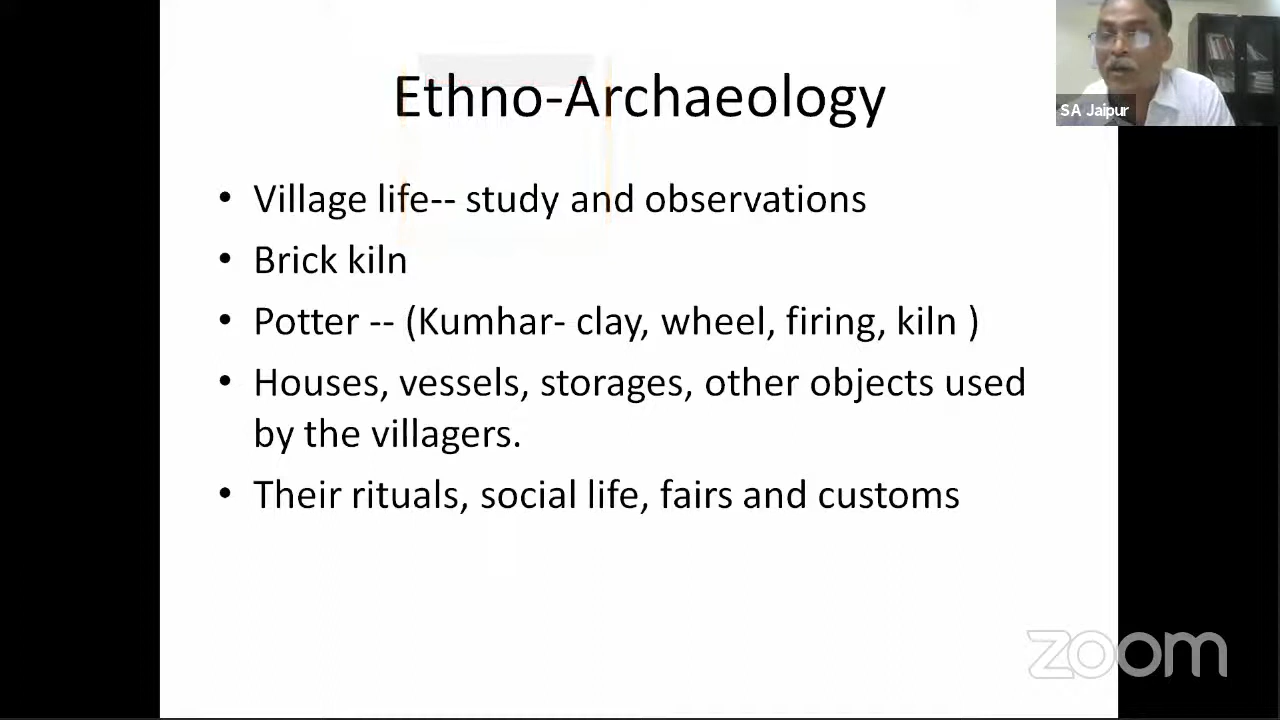 Ethno-Archaeology
SA Jaipur
• Village life-- study and observations
• Brick kiln
• Potter -- (Kumhar- clay, wheel, firing, kiln )
• Houses, vessels, storages, other objects used
by the villagers.
• Their rituals, social life, fairs and customs
zoom